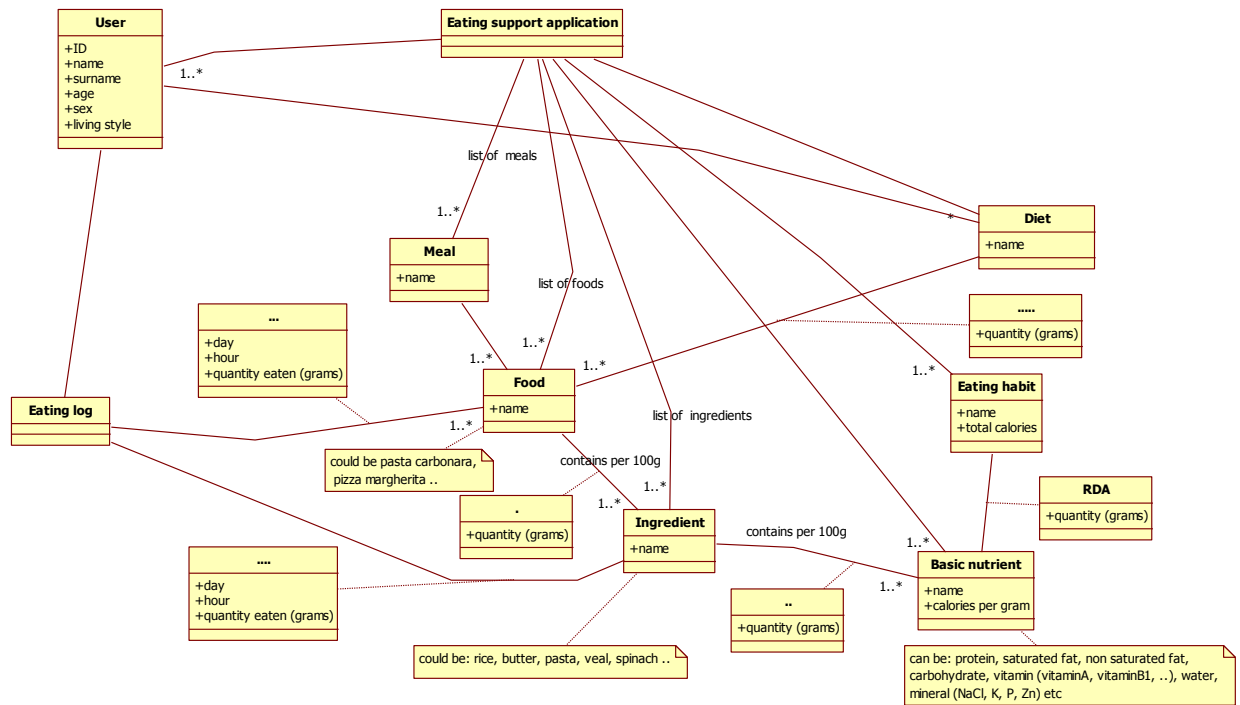 User
+ID
+name
+surname
+age
+sex
+living style
Eating support application
1..*
list of meals
1..*
Meal
+name
list of foods
*
Diet
+name
...
+day
+hour
+quantity eaten (grams)
.....
+quantity (grams)
1..*
1..*
1..*
Food
+name
1..*
Eating habit
+name
+total calories
Eating log
1..*
list of ingredients
could be pasta carbonara,
pizza margherita ..
contains per 100g
1..*
1..*
.
+quantity (grams)
RDA
+quantity (grams)
Ingredient
+name
contains per 100g
1..*
1..*
Basic nutrient
+name
+calories per gram
....
+day
+hour
+quantity eaten (grams)
..
+quantity (grams)
could be: rice, butter, pasta, veal, spinach ..
can be: protein, saturated fat, non saturated fat,
carbohydrate, vitamin (vitaminA, vitaminB1, ..), water,
mineral (NaCl, K, P, Zn) etc